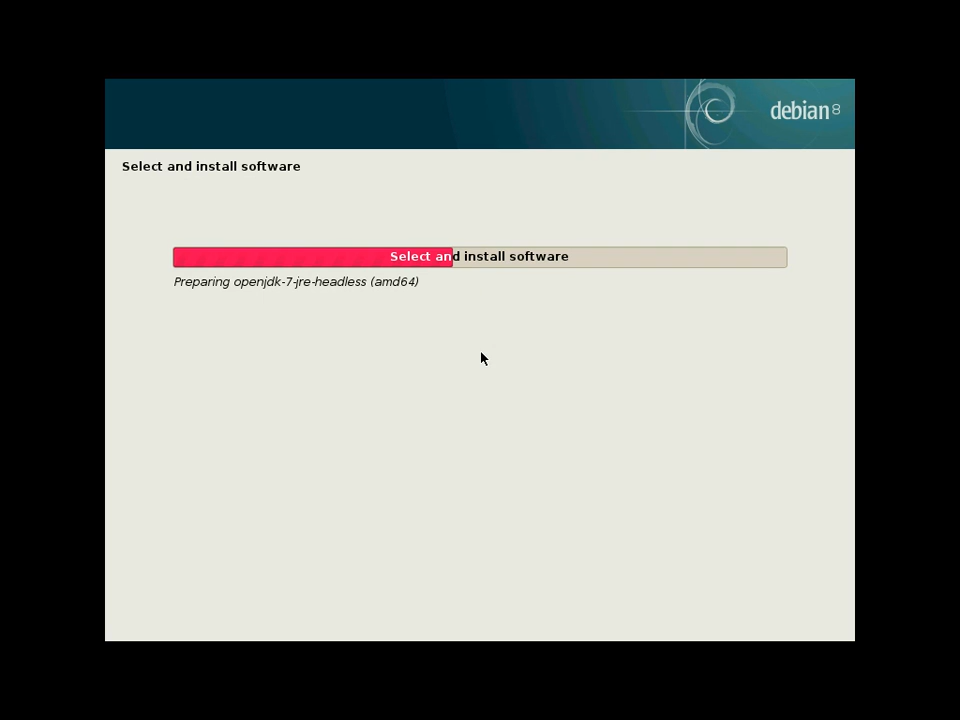 debian 8
Select and install software
Select and install software
Preparing openjdk-7-jre-headless (amd64)